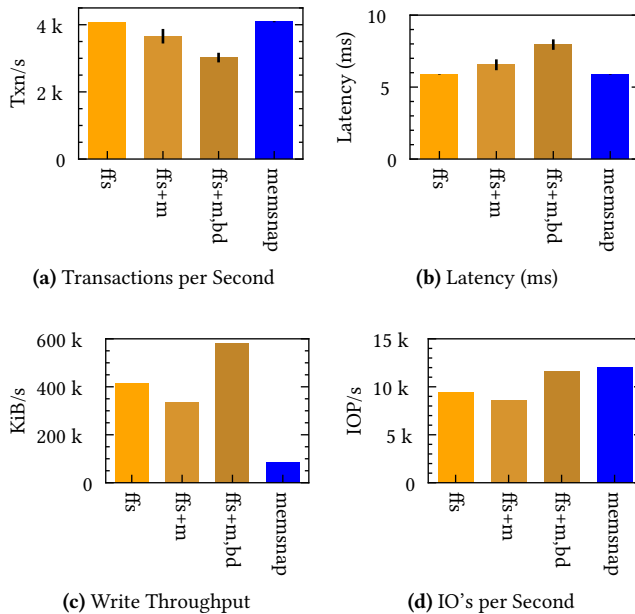 4 k
2 k
0
Txn/s
ffs
ffs+m
ffs+m,bd
memsnap
(a) Transactions per Second
10
5
0
Latency (ms)
ffs
ffs+m
ffs+m,bd
memsnap
(b) Latency (ms)
600 k
400 k
200 k
0
KiB/s
ffs
ffs+m
ffs+m,bd
memsnap
(c) Write Throughput
15 k
10 k
5 k
0
IOP/s
ffs
ffs+m
ffs+m,bd
memsnap
(d) IO's per Second